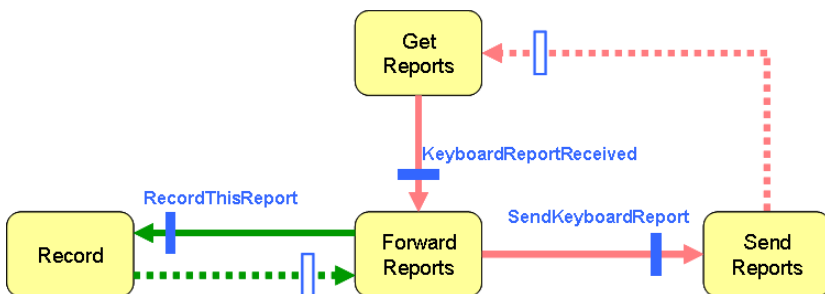 Get
Reports
KeyboardReportReceived
RecordThisReport
SendKeyboardReport
Record
Forward
Reports
Send
Reports